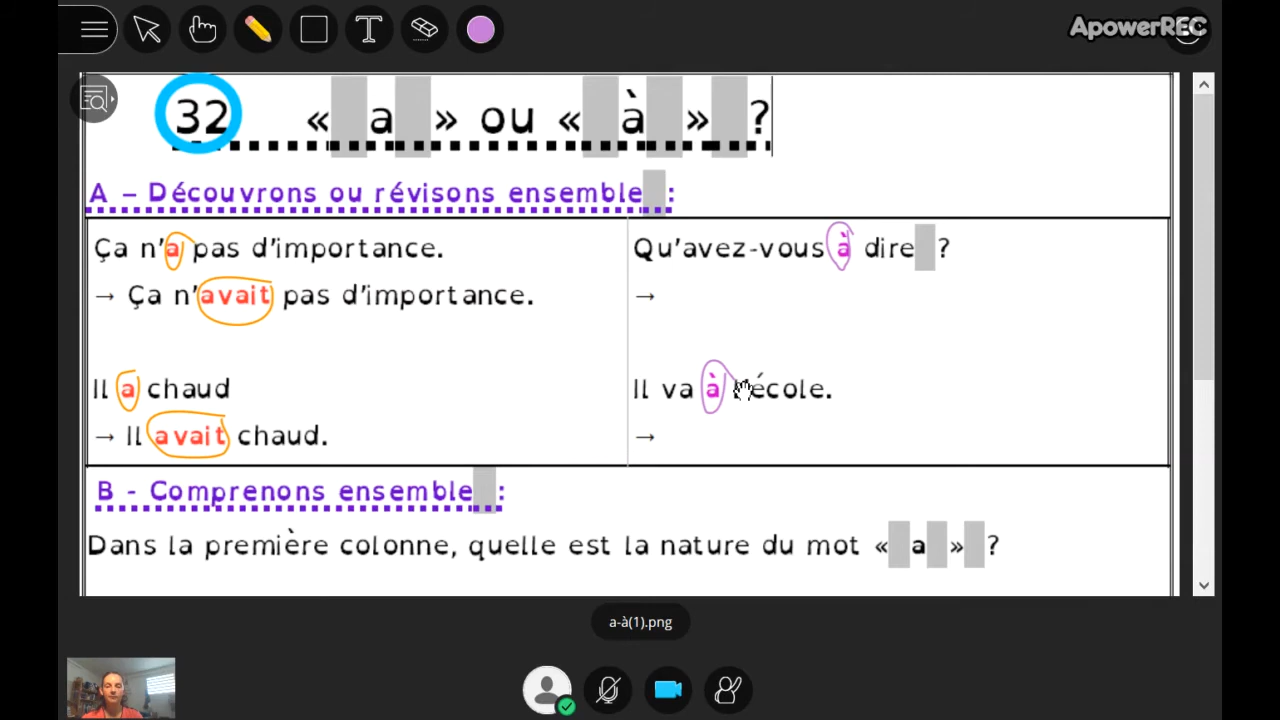 ApowerREC
32 « a » ou « à » ?
A – Découvrons ou révisons ensemble :
Ça n'a pas d'importance.
→ Ça n'avait pas d'importance.
Il a chaud
→ Il avait chaud.
Qu'avez-vous à dire ?
→
Il va à l'école.
→
B - Comprenons ensemble :
Dans la première colonne, quelle est la nature du mot « a » ?
a-à(1).png